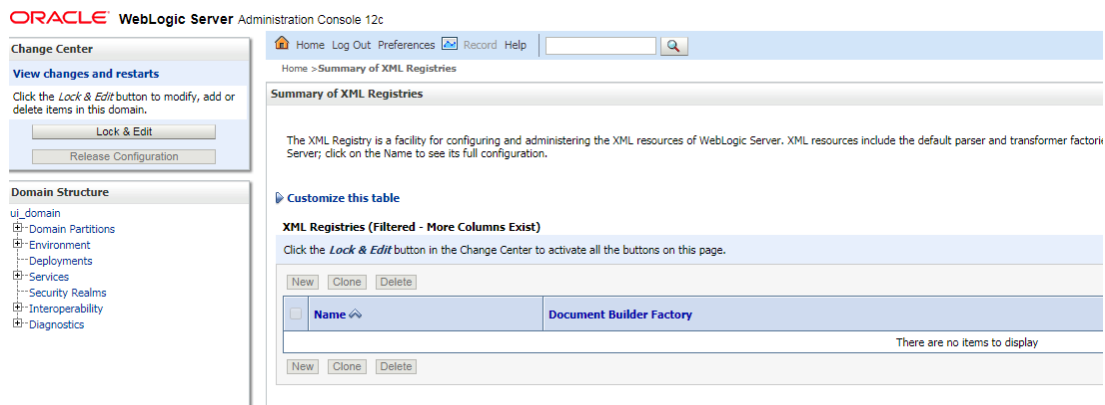 ORACLE WebLogic Server Administration Console 12c
Change Center
View changes and restarts
Click the Lock & Edit button to modify, add or
delete items in this domain.
Lock & Edit
Release Configuration
Domain Structure
ui_domain
Domain Partitions
Environment
Deployments
Services
Security Realms
Interoperability
Diagnostics
Home Log Out Preferences Record Help
Home >Summary of XML Registries
Summary of XML Registries
The XML Registry is a facility for configuring and administering the XML resources of WebLogic Server. XML resources include the default parser and transformer factorie
Server; click on the Name to see its full configuration.
Customize this table
XML Registries (Filtered - More Columns Exist)
Click the Lock & Edit button in the Change Center to activate all the buttons on this page.
New Clone Delete
Name Document Builder Factory
There are no items to display
New Clone Delete